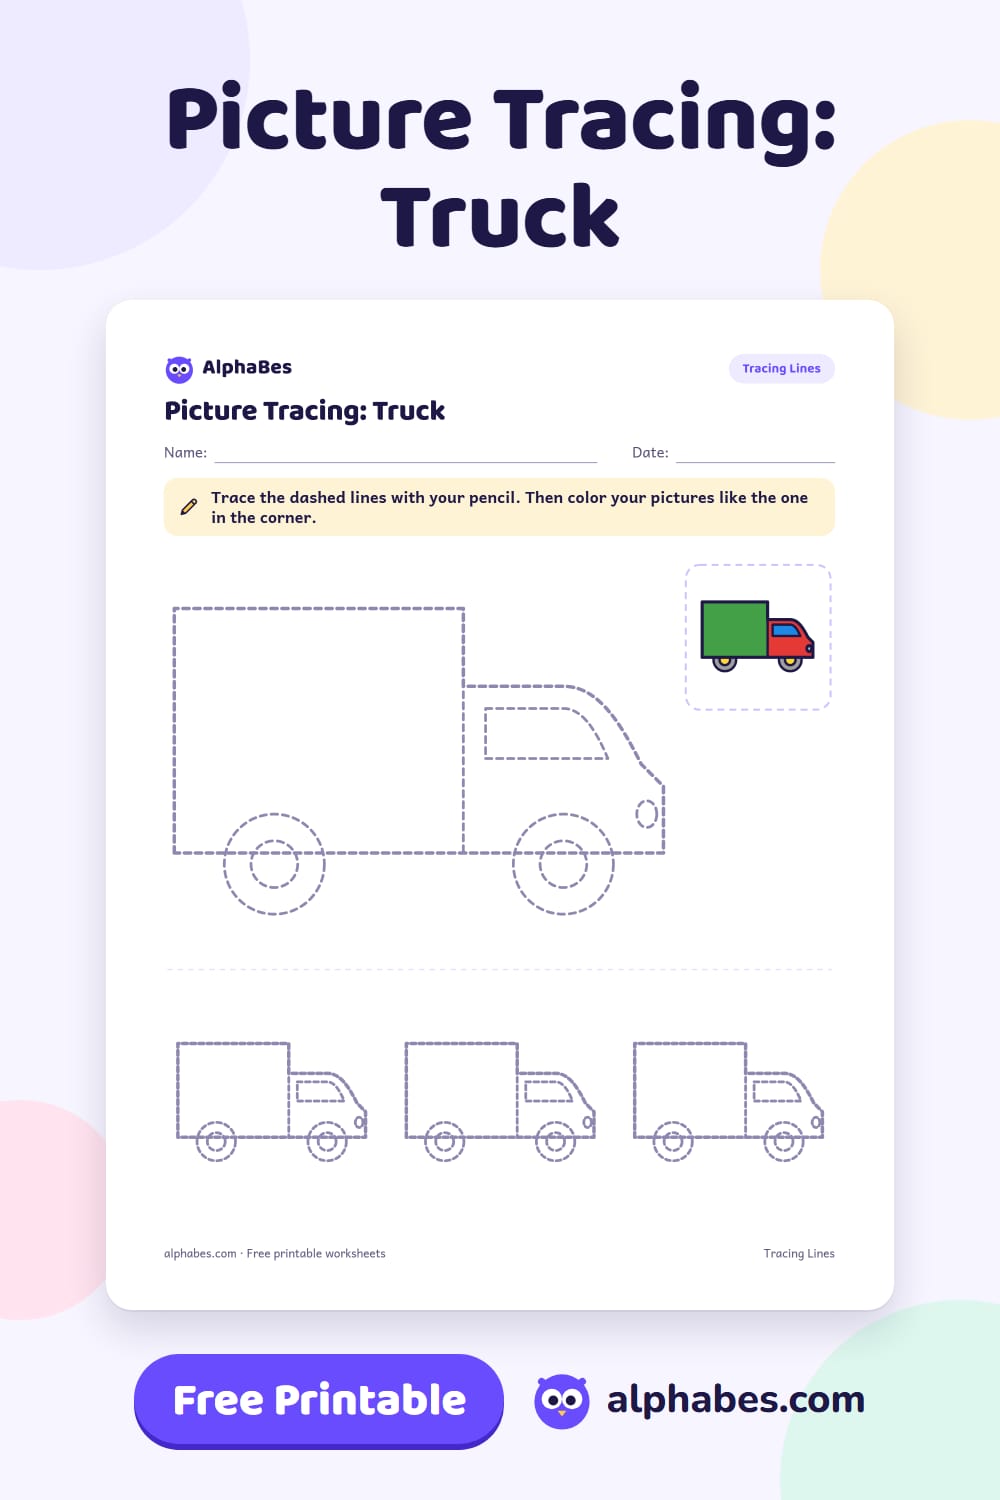 Picture Tracing:
Truck
AlphaBes
Tracing Lines
Picture Tracing: Truck
Name:
Date:
Trace the dashed lines with your pencil. Then color your pictures like the one
in the corner.
alphabes.com · Free printable worksheets
Tracing Lines
Free Printable
alphabes.com